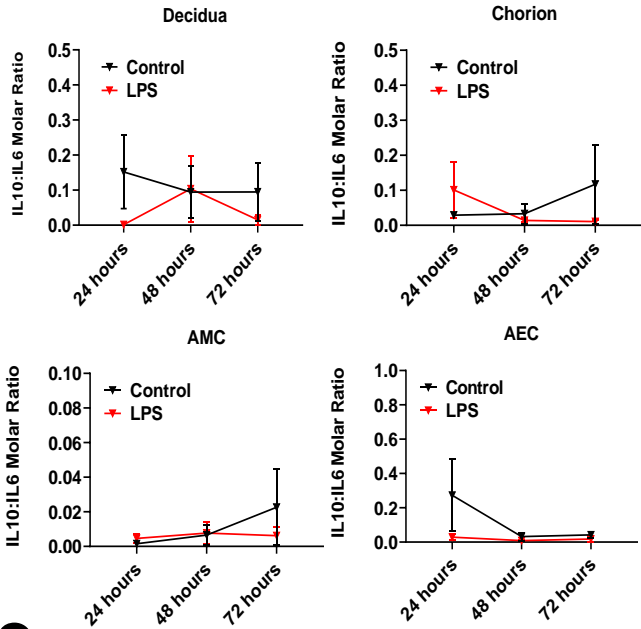 Decidua
IL10:IL6 Molar Ratio
0.5
0.4
0.3
0.2
0.1
0.0
Control
LPS
24 hours
48 hours
72 hours
Chorion
IL10:IL6 Molar Ratio
0.5
0.4
0.3
0.2
0.1
0.0
Control
LPS
24 hours
48 hours
72 hours
AMC
IL10:IL6 Molar Ratio
0.10
0.08
0.06
0.04
0.02
0.00
Control
LPS
24 hours
48 hours
72 hours
AEC
IL10:IL6 Molar Ratio
1.0
0.8
0.6
0.4
0.2
0.0
Control
LPS
24 hours
48 hours
72 hours